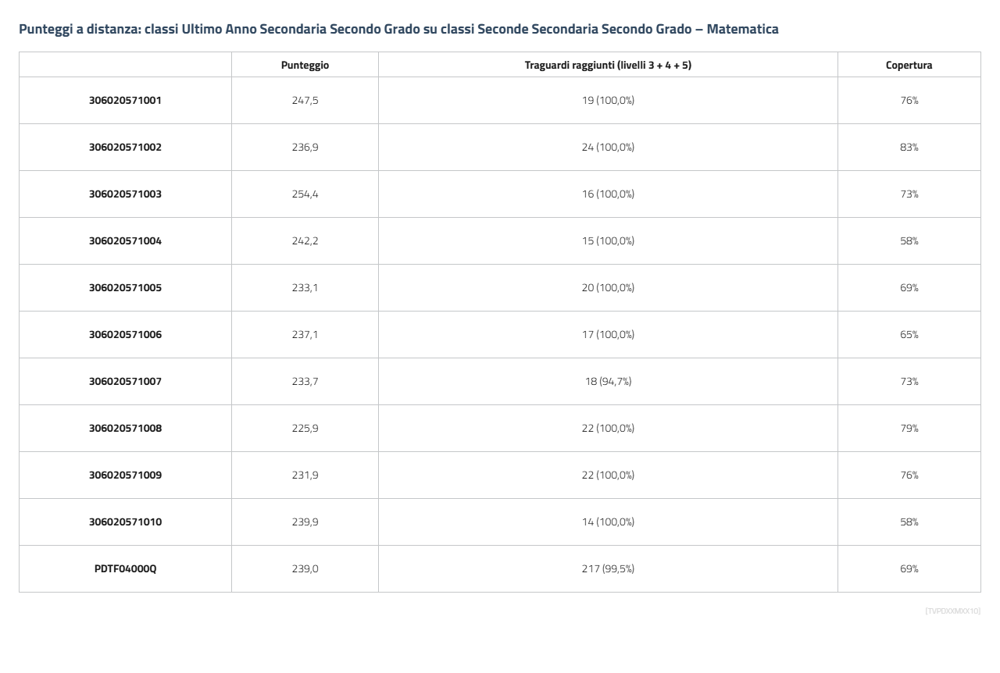 Punteggi a distanza: classi Ultimo Anno Secondaria Secondo Grado su classi Seconde Secondaria Secondo Grado – Matematica
Punteggio Traguardi raggiunti (livelli 3 + 4 + 5) Copertura
306020571001 247,5 19 (100,0%) 76%
306020571002 236,9 24 (100,0%) 83%
306020571003 254,4 16 (100,0%) 73%
306020571004 242,2 15 (100,0%) 58%
306020571005 233,1 20 (100,0%) 69%
306020571006 237,1 17 (100,0%) 65%
306020571007 233,7 18 (94,7%) 73%
306020571008 225,9 22 (100,0%) 79%
306020571009 231,9 22 (100,0%) 76%
306020571010 239,9 14 (100,0%) 58%
PDTF04000Q 239,0 217 (99,5%) 69%
[TVPDXXMXX10]